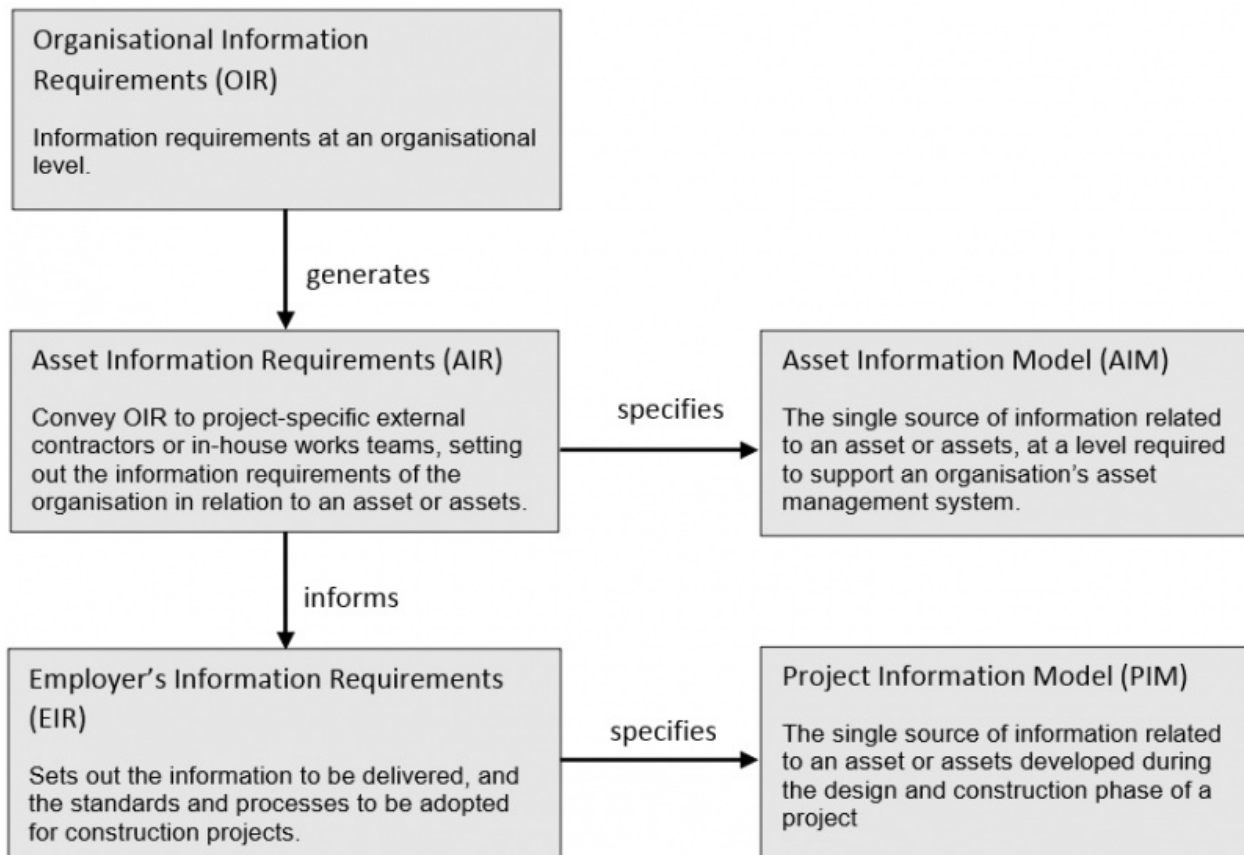 Organisational Information
Requirements (OIR)
Information requirements at an organisational
level.
generates
Asset Information Requirements (AIR)
Convey OIR to project-specific external
contractors or in-house works teams, setting
out the information requirements of the
organisation in relation to an asset or assets.
specifies
Asset Information Model (AIM)
The single source of information related
to an asset or assets, at a level required
to support an organisation’s asset
management system.
informs
Employer’s Information Requirements
(EIR)
Sets out the information to be delivered, and
the standards and processes to be adopted
for construction projects.
specifies
Project Information Model (PIM)
The single source of information related
to an asset or assets developed during
the design and construction phase of a
project